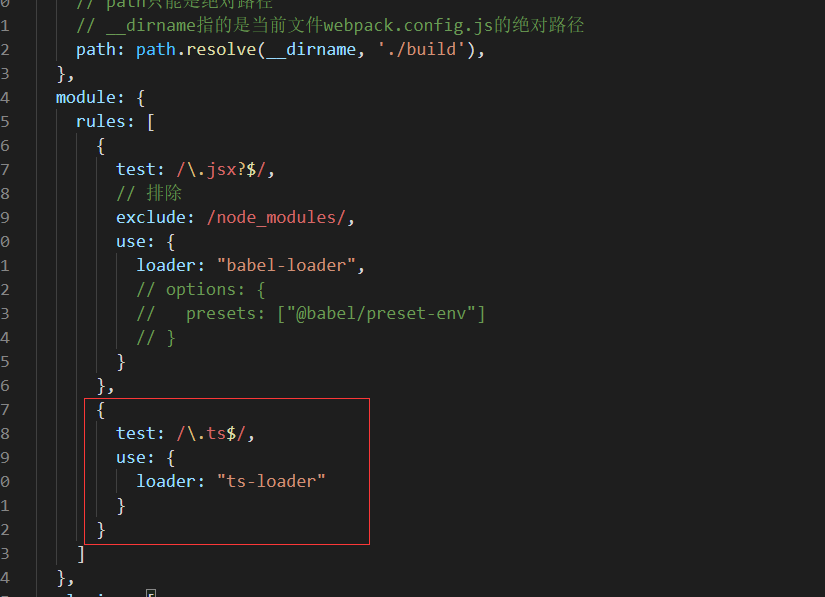 0 // path只能是绝对路径
1 // __dirname指的是当前文件webpack.config.js的绝对路径
2 path: path.resolve(__dirname, './build'),
3 },
4 module: {
5 rules: [
6 {
7 test: /\.jsx?$/,
8 // 排除
9 exclude: /node_modules/,
0 use: {
1 loader: "babel-loader",
2 // options: {
3 //   presets: ["@babel/preset-env"]
4 // }
5 }
6 },
7 {
8 test: /\.ts$/,
9 use: {
0 loader: "ts-loader"
1 }
2 }
3 ]
4 },
[